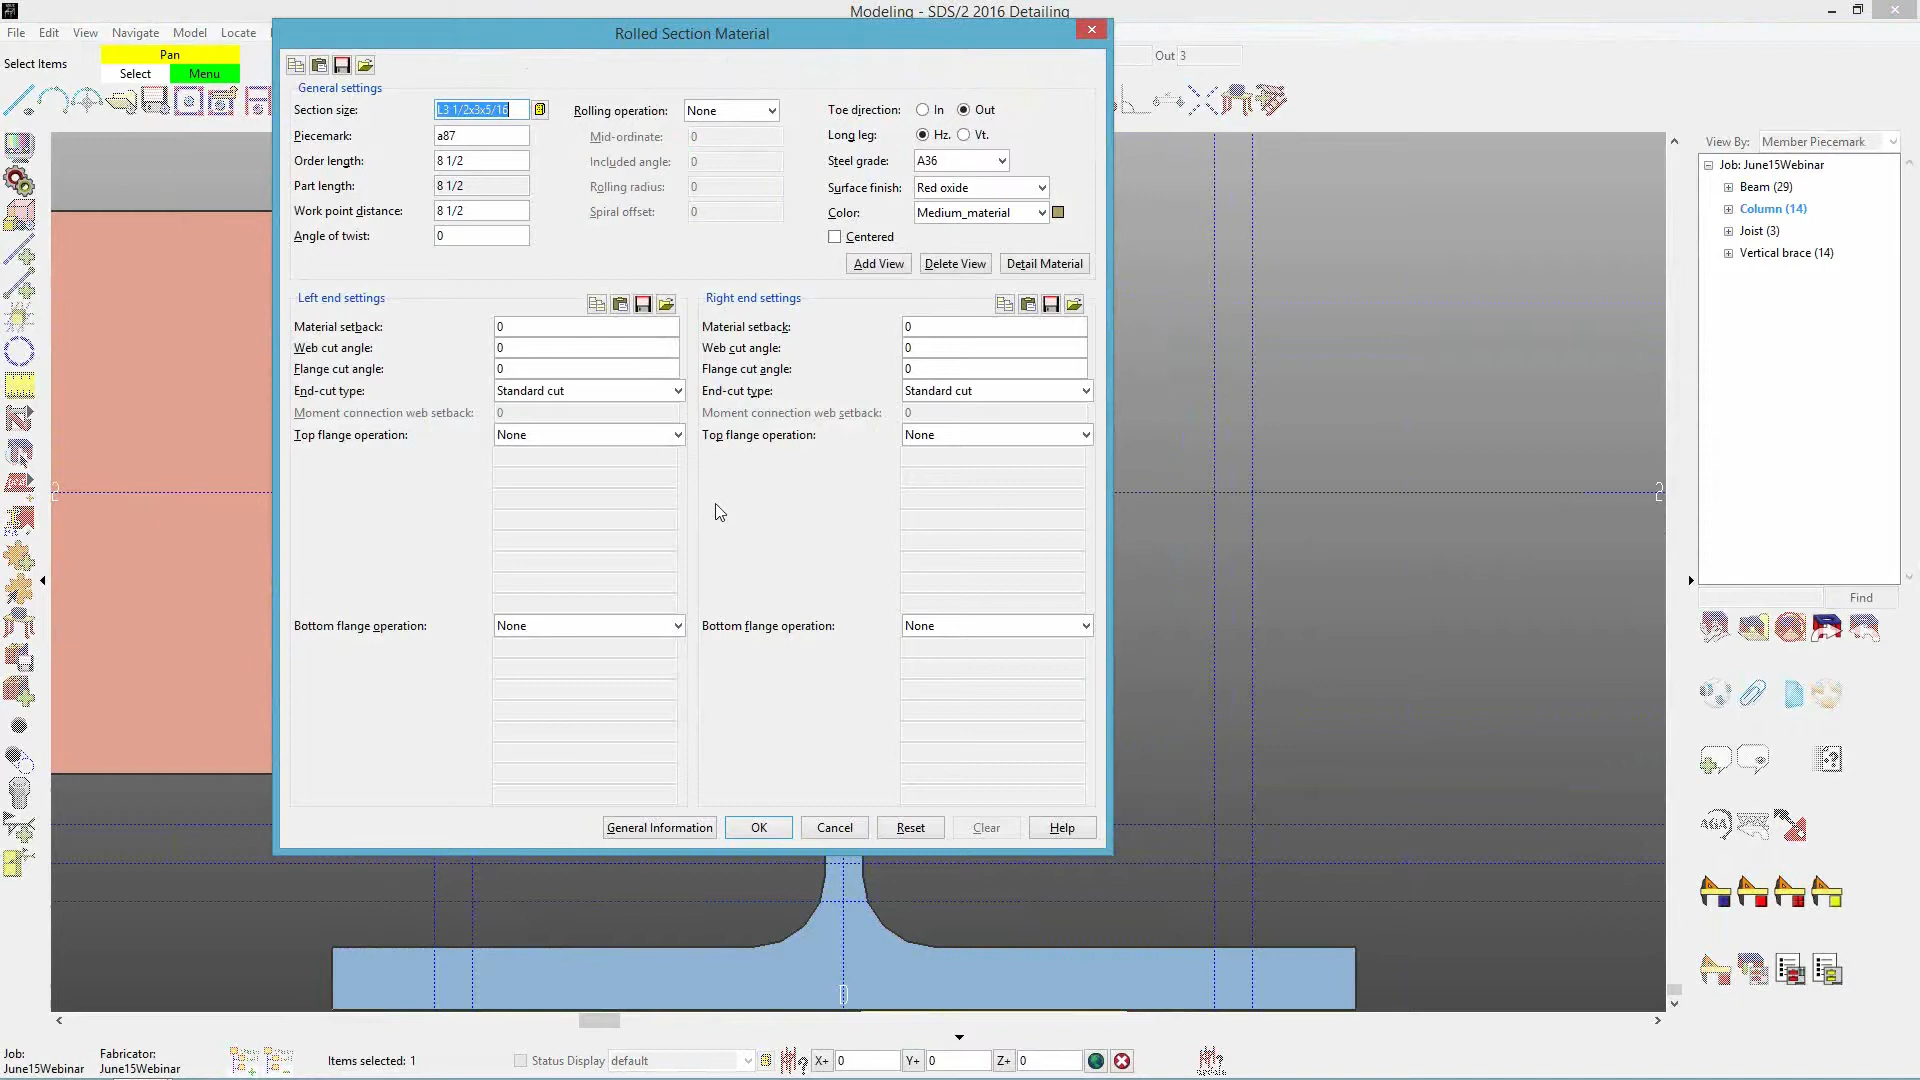 Modeling - SDS/2 2016 Detailing
File Edit View Navigate Model Locate
Select Items
Pan
Select Menu
Out 3
Rolled Section Material
General settings
Section size: L3 1/2x3x5/16
Piecemark: a87
Order length: 8 1/2
Part length: 8 1/2
Work point distance: 8 1/2
Angle of twist: 0
Rolling operation: None
Mid-ordinate: 0
Included angle: 0
Rolling radius: 0
Spiral offset: 0
Toe direction: In Out
Long leg: Hz. Vt.
Steel grade: A36
Surface finish: Red oxide
Color: Medium_material
Centered
Add View Delete View Detail Material
Left end settings
Material setback: 0
Web cut angle: 0
Flange cut angle: 0
End-cut type: Standard cut
Moment connection web setback: 0
Top flange operation: None
Bottom flange operation: None
Right end settings
Material setback: 0
Web cut angle: 0
Flange cut angle: 0
End-cut type: Standard cut
Moment connection web setback: 0
Top flange operation: None
Bottom flange operation: None
General Information OK Cancel Reset Clear Help
2
2
D
View By: Member Piecemark
Job: June15Webinar
Beam (29)
Column (14)
Joist (3)
Vertical brace (14)
Find
AGA
Job:
June15Webinar
Fabricator:
June15Webinar
Items selected: 1
Status Display default
X+ 0 Y+ 0 Z+ 0